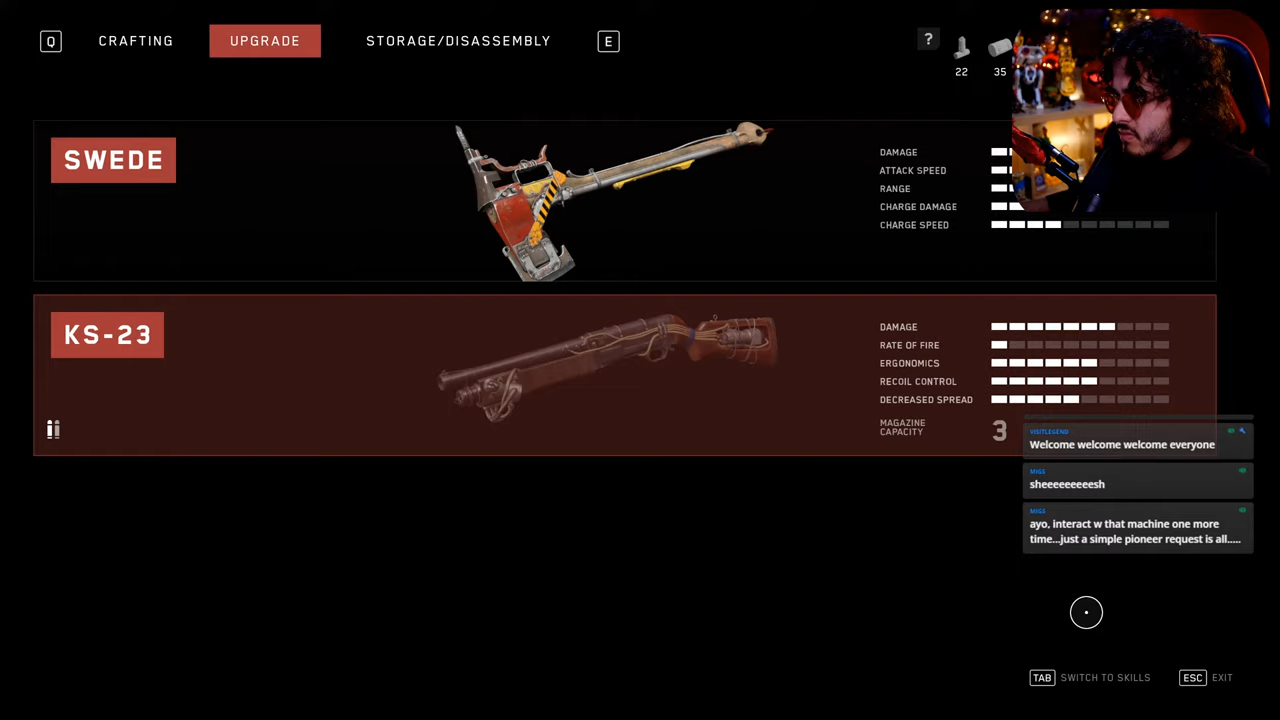 Q
CRAFTING
UPGRADE
STORAGE/DISASSEMBLY
E
?
22
35
SWEDE
DAMAGE
ATTACK SPEED
RANGE
CHARGE DAMAGE
CHARGE SPEED
KS-23
DAMAGE
RATE OF FIRE
ERGONOMICS
RECOIL CONTROL
DECREASED SPREAD
MAGAZINE
CAPACITY
3
VISITLEGEND
Welcome welcome welcome everyone
MIGS
sheeeeeeeeesh
MIGS
ayo, interact w that machine one more
time...just a simple pioneer request is all.....
TAB SWITCH TO SKILLS
ESC EXIT